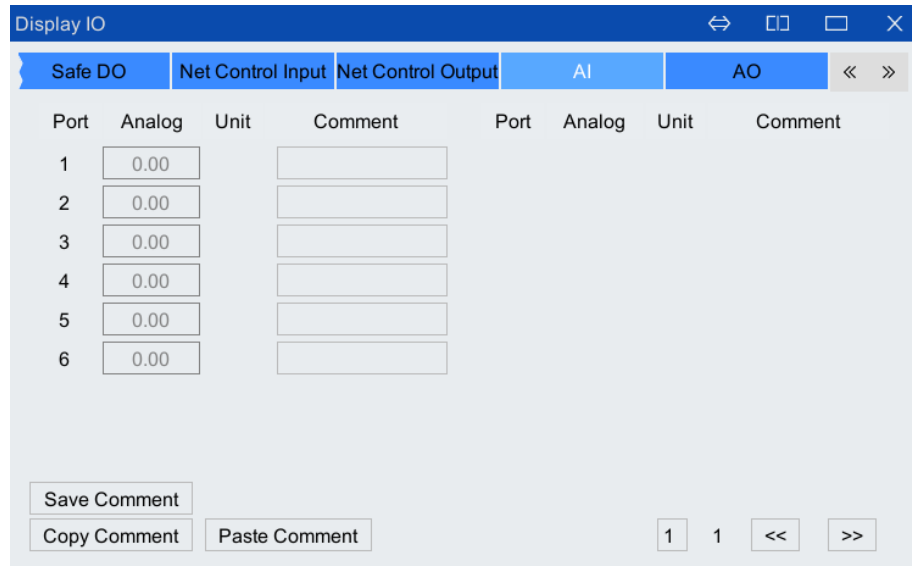 Display IO
Safe DO Net Control Input Net Control Output AI AO « »
Port Analog Unit Comment Port Analog Unit Comment
1 0.00
2 0.00
3 0.00
4 0.00
5 0.00
6 0.00
Save Comment
Copy Comment Paste Comment 1 1 << >>